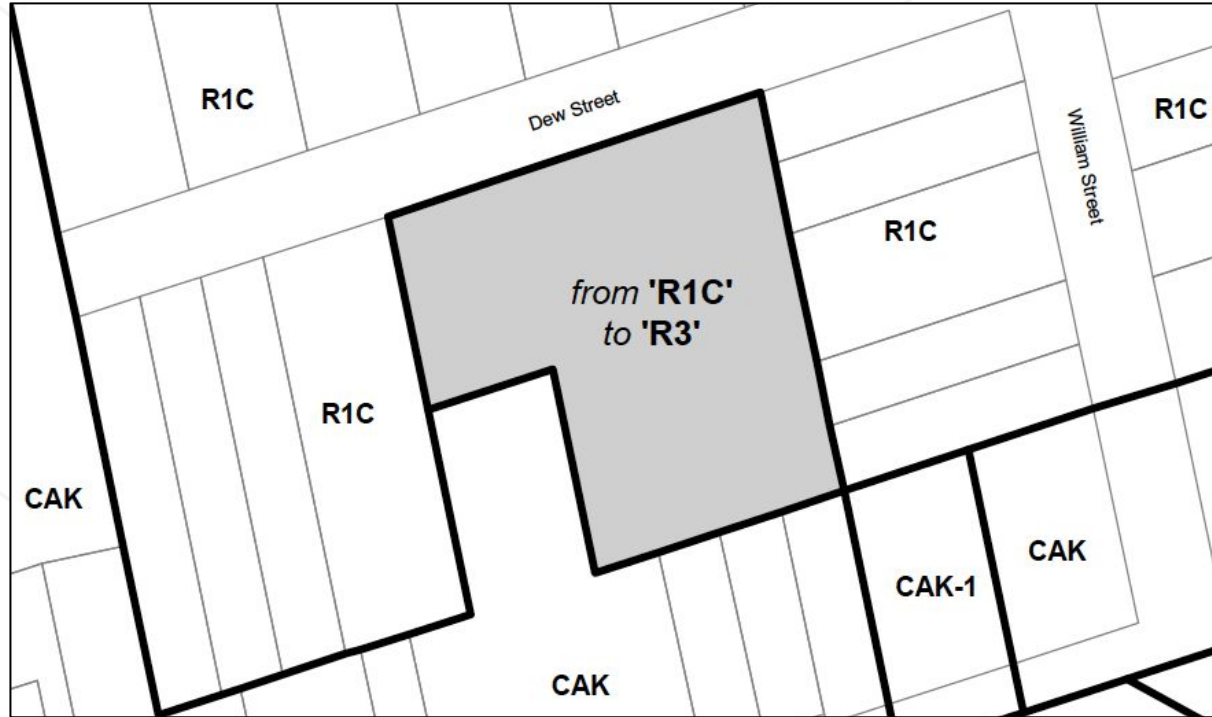 R1C
Dew Street
R1C
William Street
R1C
from 'R1C'
to 'R3'
R1C
CAK
CAK
CAK-1
CAK